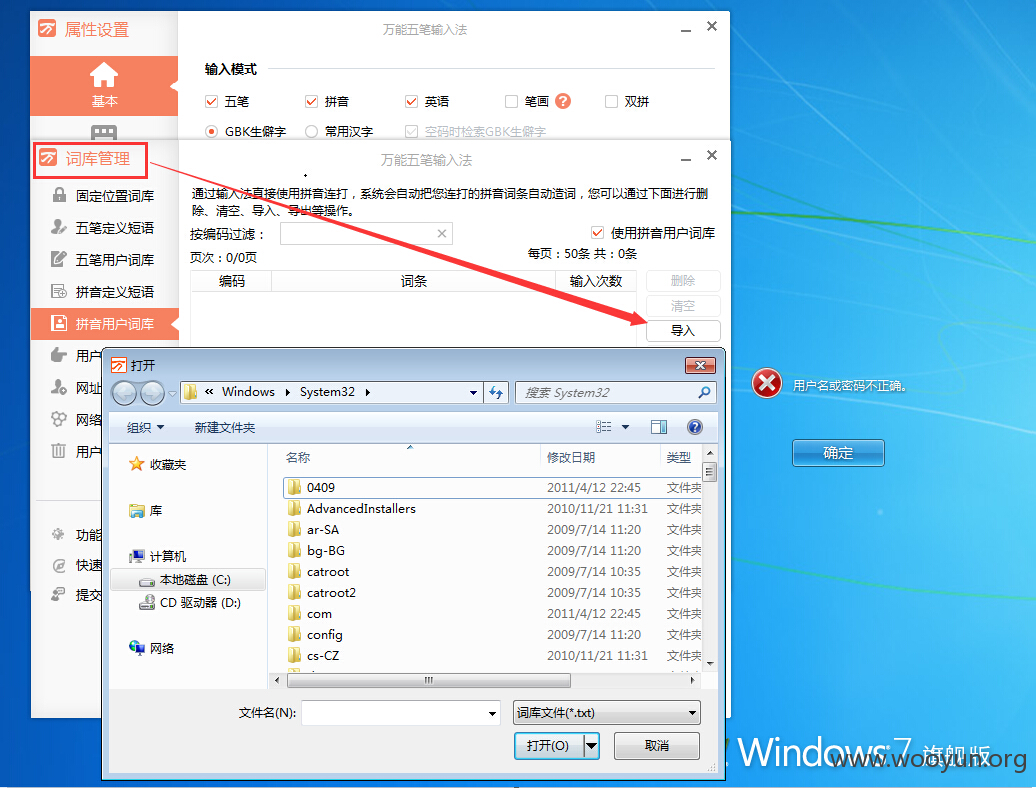 属性设置
万能五笔输入法
基本
输入模式
五笔
拼音
英语
笔画
双拼
GBK生僻字
常用汉字
空码时检索GBK生僻字
词库管理
万能五笔输入法
固定位置词库
五笔定义短语
五笔用户词库
拼音定义短语
拼音用户词库
用户
网址
网络
用户
功能
快速
提交
通过输入法直接使用拼音连打，系统会自动把您连打的拼音词条自动造词，您可以通过下面进行删
除、清空、导入、导出等操作。
按编码过滤：
使用拼音用户词库
页次：0/0页
每页：50条 共：0条
编码
词条
输入次数
删除
清空
导入
打开
« Windows ▸ System32 ▸
搜索 System32
组织
新建文件夹
收藏夹
库
计算机
本地磁盘 (C:)
CD 驱动器 (D:)
网络
名称 修改日期 类型
0409 2011/4/12 22:45 文件夹
AdvancedInstallers 2010/11/21 11:31 文件夹
ar-SA 2009/7/14 11:20 文件夹
bg-BG 2009/7/14 11:20 文件夹
catroot 2009/7/14 10:35 文件夹
catroot2 2009/7/14 10:35 文件夹
com 2011/4/12 22:45 文件夹
config 2009/7/14 11:20 文件夹
cs-CZ 2010/11/21 11:31 文件夹
文件名(N):
词库文件(*.txt)
打开(O)
取消
用户名或密码不正确。
确定
Windows 7 旗舰版
www.wooyun.org